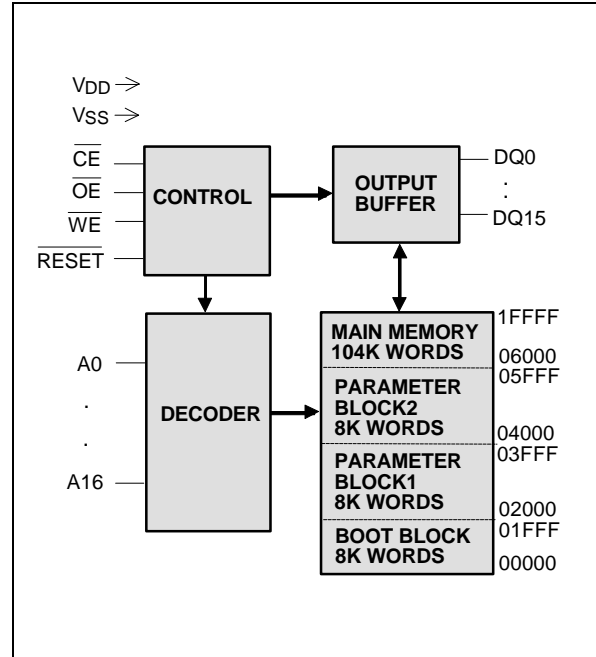 VDD
VSS
CE
OE
WE
RESET
CONTROL
OUTPUT
BUFFER
DQ0
.
.
DQ15
A0
.
.
A16
DECODER
MAIN MEMORY
104K WORDS
PARAMETER
BLOCK2
8K WORDS
PARAMETER
BLOCK1
8K WORDS
BOOT BLOCK
8K WORDS
1FFFF
06000
05FFF
04000
03FFF
02000
01FFF
00000